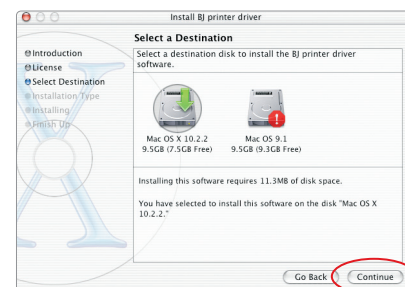 Install BJ printer driver
Select a Destination
Introduction
License
Select Destination
Installation Type
Installing
Finish Up
Select a destination disk to install the BJ printer driver
software.
Mac OS X 10.2.2
9.5GB (7.5GB Free)
Mac OS 9.1
9.5GB (9.3GB Free)
Installing this software requires 11.3MB of disk space.
You have selected to install this software on the disk "Mac OS X
10.2.2."
Go Back
Continue